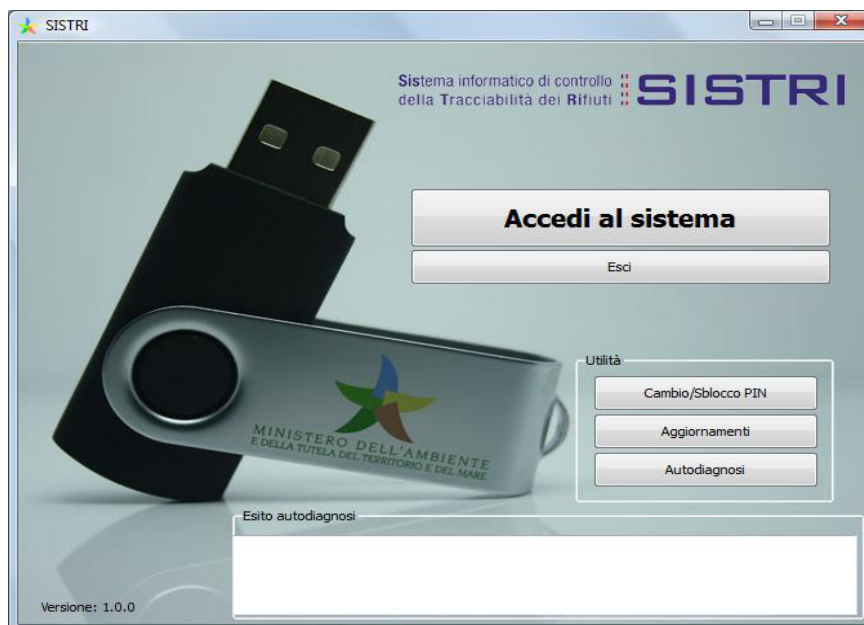 SISTRI
Sistema informatico di controllo
della Tracciabilità dei Rifiuti
SISTRI
Accedi al sistema
Esci
Utilità
Cambio/Sblocco PIN
Aggiornamenti
Autodiagnosi
MINISTERO DELL'AMBIENTE
E DELLA TUTELA DEL TERRITORIO E DEL MARE
Esito autodiagnosi
Versione: 1.0.0